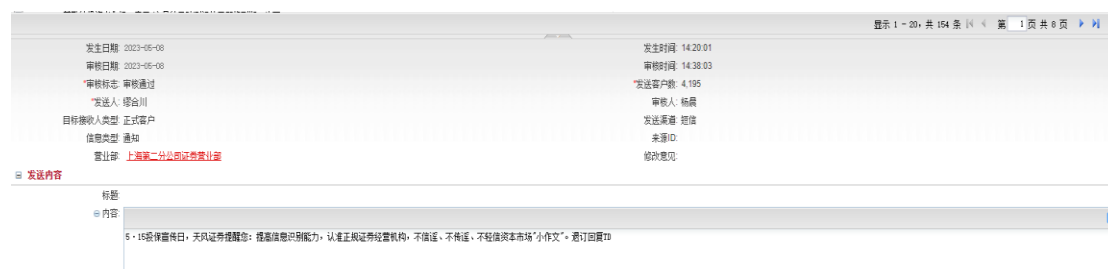 显示 1 - 20，共 154 条 第 1 页 共 8 页
发生日期: 2023-05-08 发生时间: 14:20:01
审核日期: 2023-05-08 审核时间: 14:38:03
*审核标志: 审核通过 *发送客户数: 4,195
*发送人: 缪合川 审核人: 杨晨
目标接收人类型: 正式客户 发送渠道: 短信
信息类型: 通知 来源ID:
营业部: 上海第二分公司证券营业部 修改意见:
发送内容
标题:
内容:
5·15投保宣传日，天风证券提醒您：提高信息识别能力，认准正规证券经营机构，不信谣、不传谣、不轻信资本市场"小作文"。退订回复TD